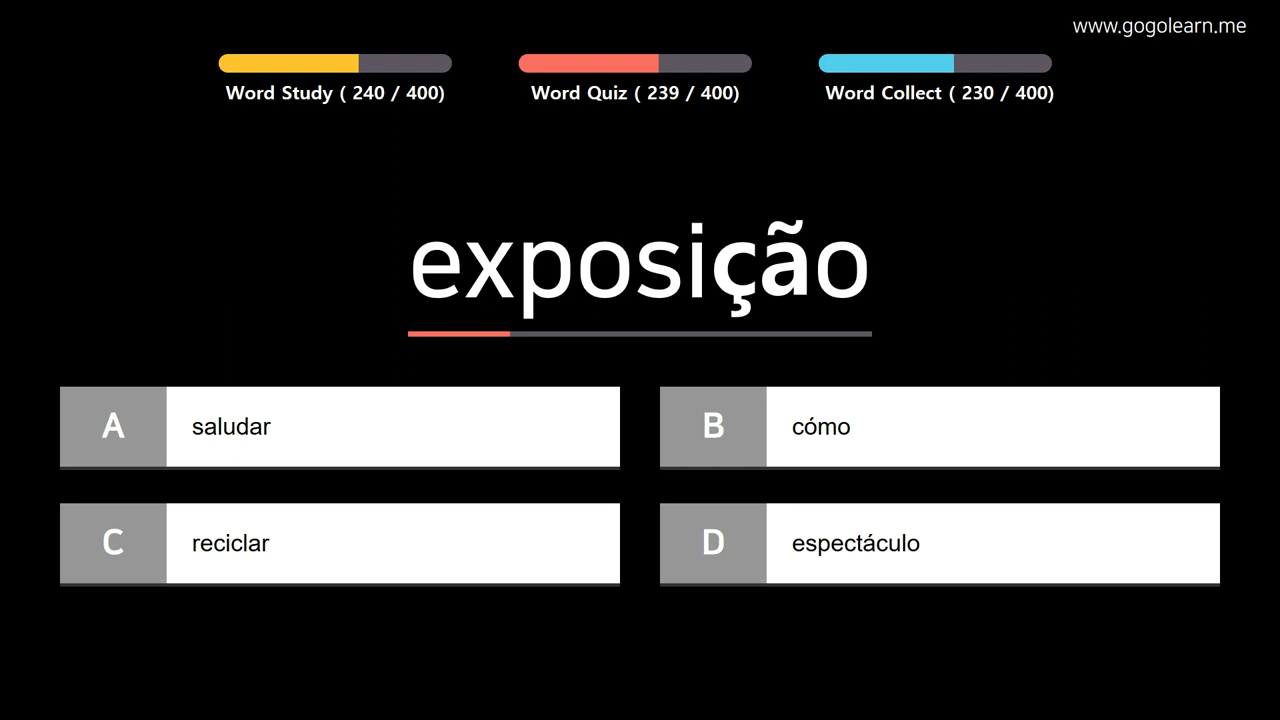 www.gogolearn.me
Word Study ( 240 / 400)
Word Quiz ( 239 / 400)
Word Collect ( 230 / 400)
exposição
A saludar
B cómo
C reciclar
D espectáculo